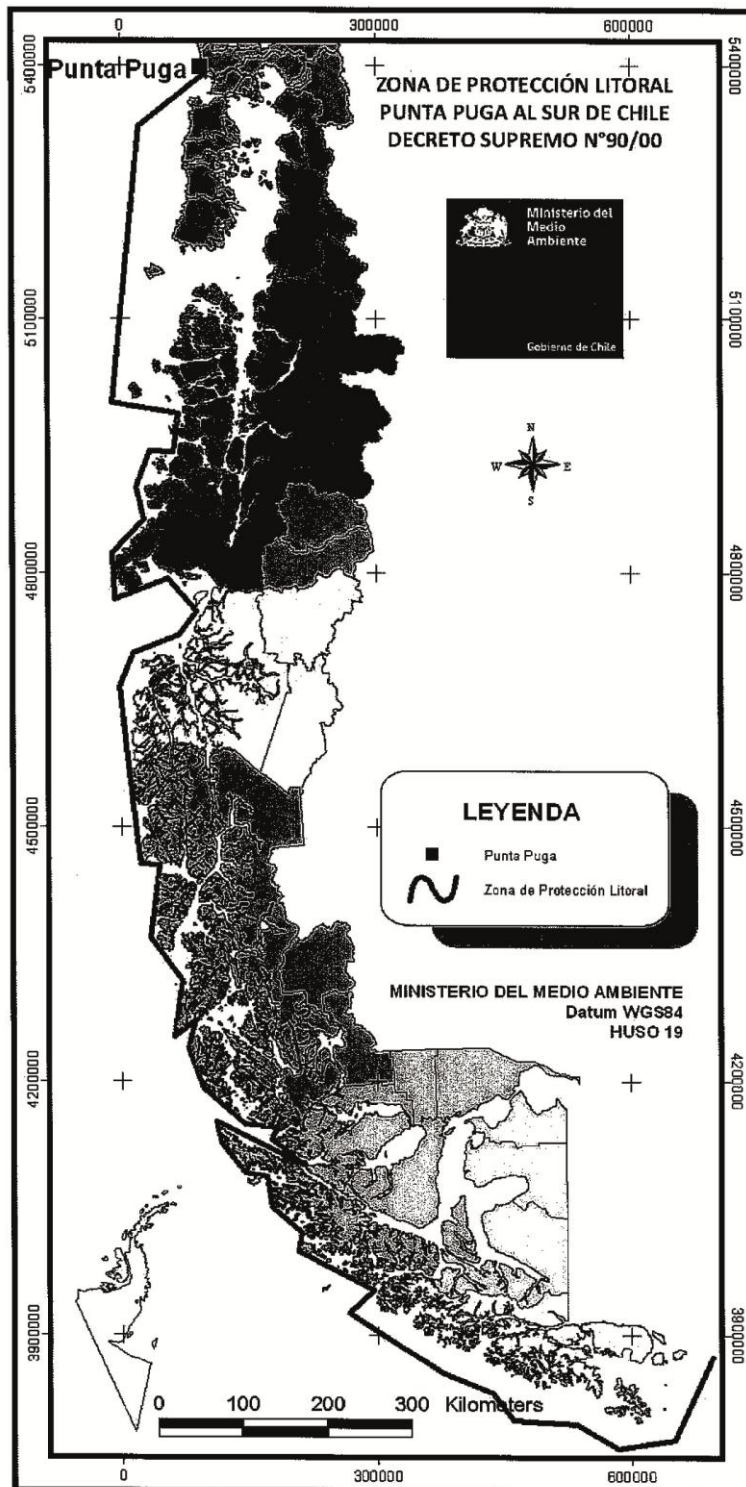 0 300000 600000
5400000
5400000
Punta Puga
ZONA DE PROTECCIÓN LITORAL
PUNTA PUGA AL SUR DE CHILE
DECRETO SUPREMO N°90/00
Ministerio del
Medio
Ambiente
Gobierno de Chile
5100000
5100000
N
W E
S
4800000
4800000
4500000
4500000
LEYENDA
Punta Puga
Zona de Protección Litoral
MINISTERIO DEL MEDIO AMBIENTE
Datum WGS84
HUSO 19
4200000
4200000
3900000
3900000
0 100 200 300 Kilometers
0 300000 600000